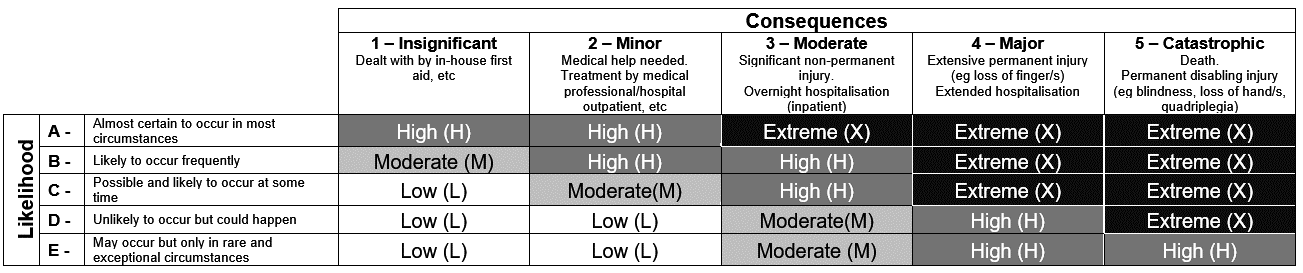 Consequences
1 – Insignificant
Dealt with by in-house first
aid, etc
2 – Minor
Medical help needed.
Treatment by medical
professional/hospital
outpatient, etc
3 – Moderate
Significant non-permanent
injury.
Overnight hospitalisation
(inpatient)
4 – Major
Extensive permanent injury
(eg loss of finger/s)
Extended hospitalisation
5 – Catastrophic
Death.
Permanent disabling injury
(eg blindness, loss of hand/s,
quadriplegia)
Likelihood
A - Almost certain to occur in most
circumstances
High (H) High (H) Extreme (X) Extreme (X) Extreme (X)
B - Likely to occur frequently Moderate (M) High (H) High (H) Extreme (X) Extreme (X)
C - Possible and likely to occur at some
time
Low (L) Moderate(M) High (H) Extreme (X) Extreme (X)
D - Unlikely to occur but could happen Low (L) Low (L) Moderate(M) High (H) Extreme (X)
E - May occur but only in rare and
exceptional circumstances
Low (L) Low (L) Moderate (M) High (H) High (H)